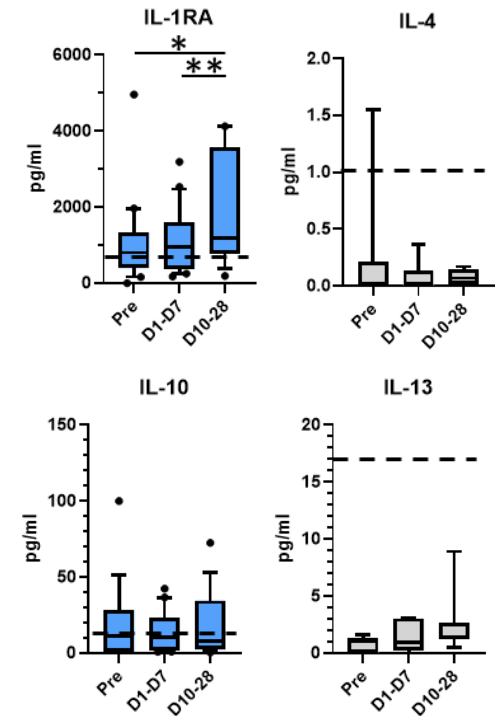 IL-1RA
6000
4000
2000
0
pg/ml
*
**
Pre
D1-D7
D10-28
IL-4
2.0
1.5
1.0
0.5
0.0
pg/ml
Pre
D1-D7
D10-28
IL-10
150
100
50
0
pg/ml
Pre
D1-D7
D10-28
IL-13
20
15
10
5
0
pg/ml
Pre
D1-D7
D10-28